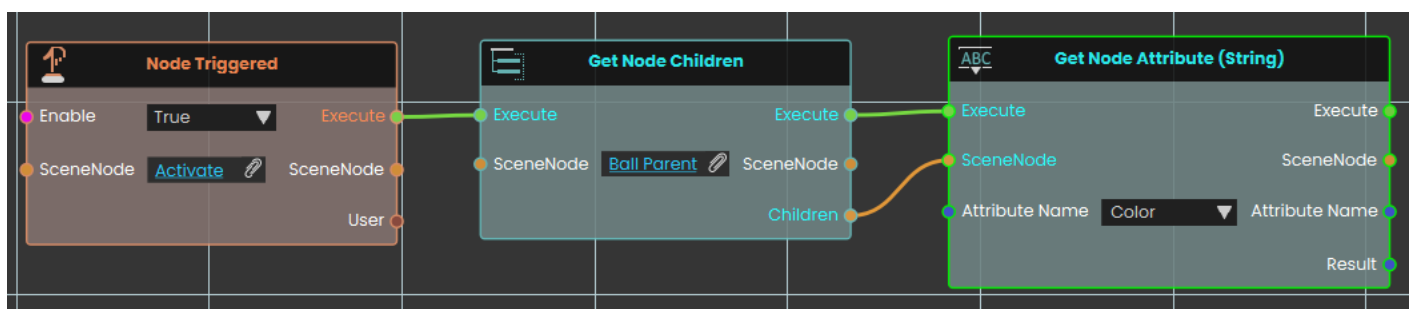 Node Triggered
Enable True Execute
SceneNode Activate SceneNode
User
Get Node Children
Execute Execute
SceneNode Ball Parent SceneNode
Children
ABC Get Node Attribute (String)
Execute Execute
SceneNode SceneNode
Attribute Name Color Attribute Name
Result